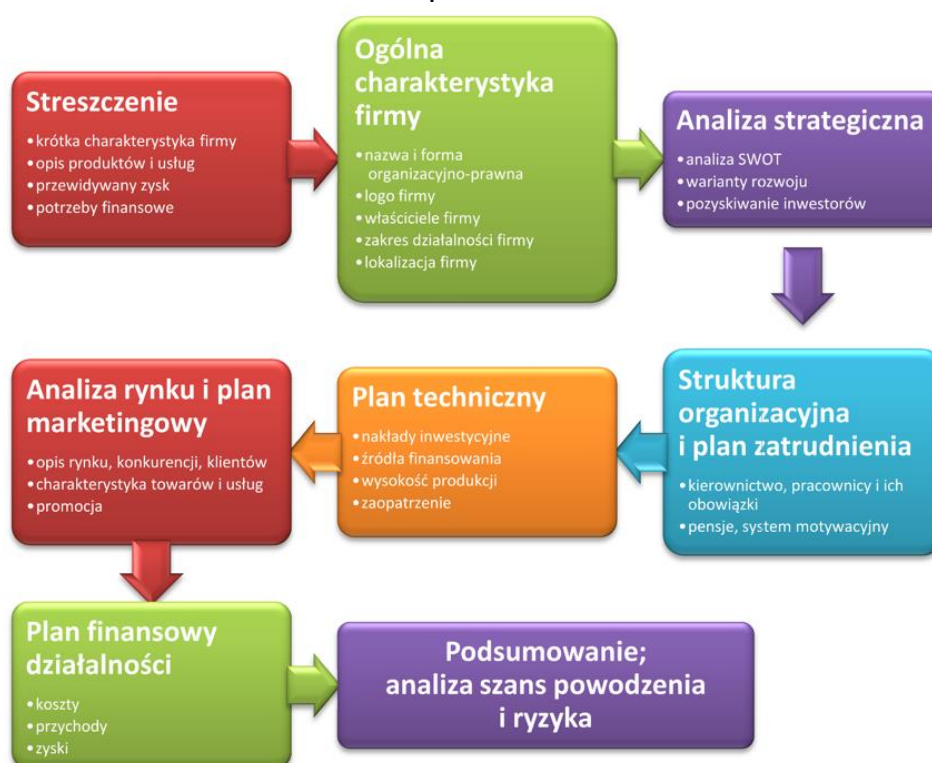 Streszczenie
• krótka charakterystyka firmy
• opis produktów i usług
• przewidywany zysk
• potrzeby finansowe
Ogólna
charakterystyka
firmy
• nazwa i forma
organizacyjno-prawna
• logo firmy
• właściciele firmy
• zakres działalności firmy
• lokalizacja firmy
Analiza strategiczna
• analiza SWOT
• warianty rozwoju
• pozyskiwanie inwestorów
Struktura
organizacyjna
i plan zatrudnienia
• kierownictwo, pracownicy i ich
obowiązki
• pensje, system motywacyjny
Plan techniczny
• nakłady inwestycyjne
• źródła finansowania
• wysokość produkcji
• zaopatrzenie
Analiza rynku i plan
marketingowy
• opis rynku, konkurencji, klientów
• charakterystyka towarów i usług
• promocja
Plan finansowy
działalności
• koszty
• przychody
• zyski
Podsumowanie;
analiza szans powodzenia
i ryzyka